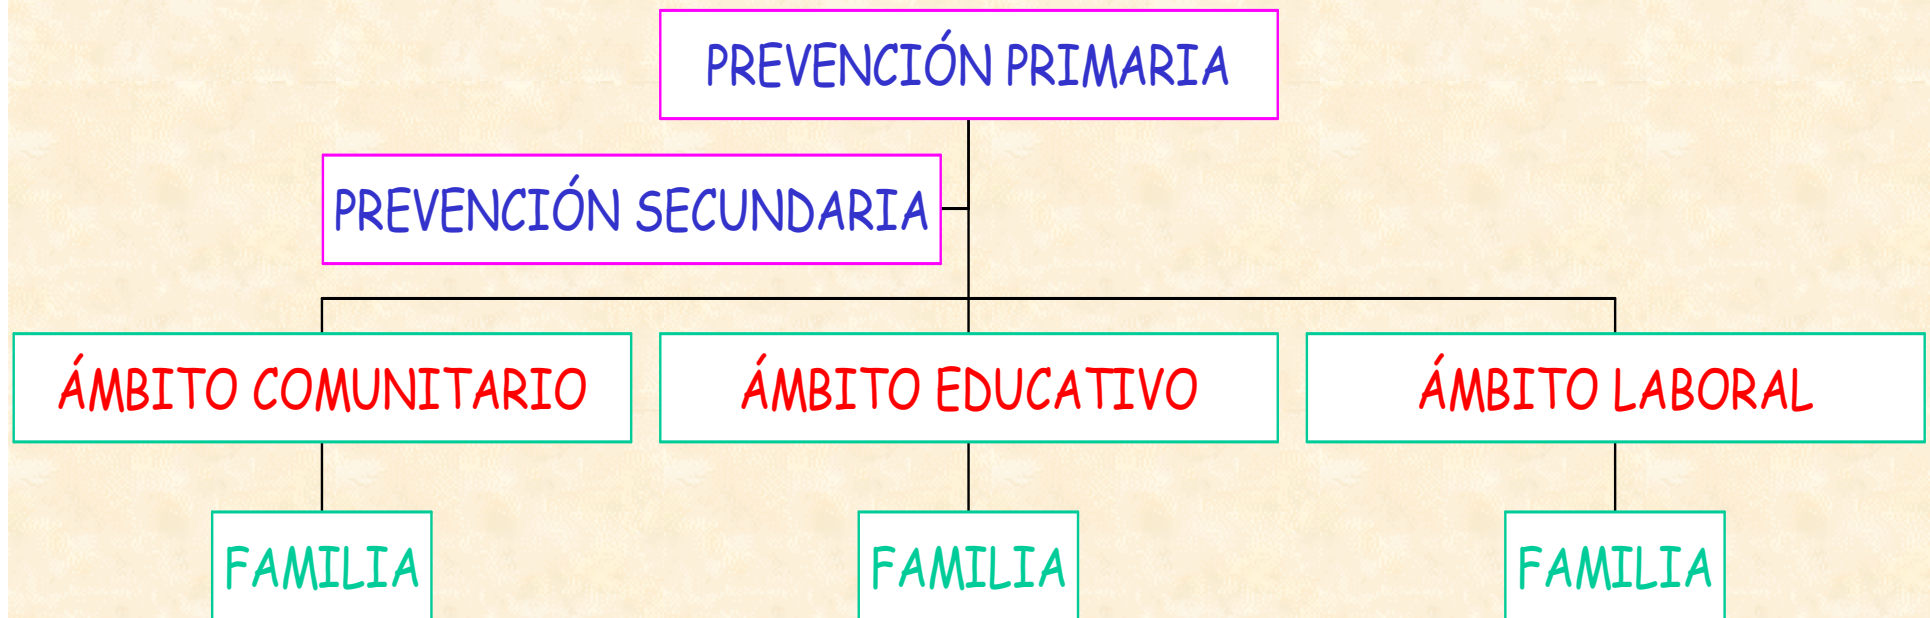 PREVENCIÓN PRIMARIA
PREVENCIÓN SECUNDARIA
ÁMBITO COMUNITARIO
ÁMBITO EDUCATIVO
ÁMBITO LABORAL
FAMILIA
FAMILIA
FAMILIA